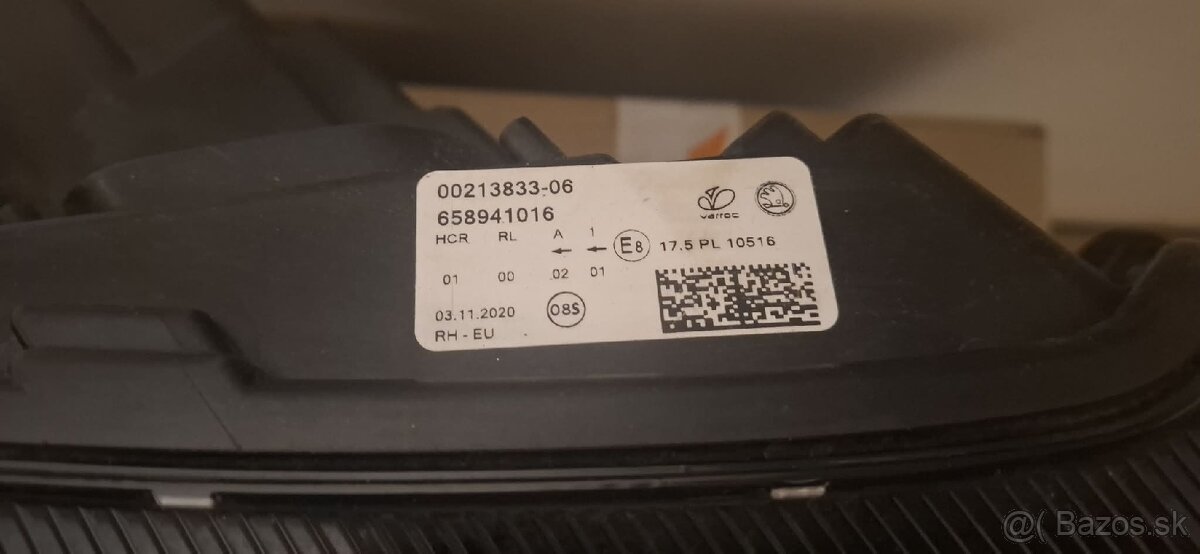 00213833-06
658941016
varroc
HCR RL A 1
E8 17.5 PL 10516
01 00 02 01
03.11.2020 08S
RH - EU
@( Bazos.sk